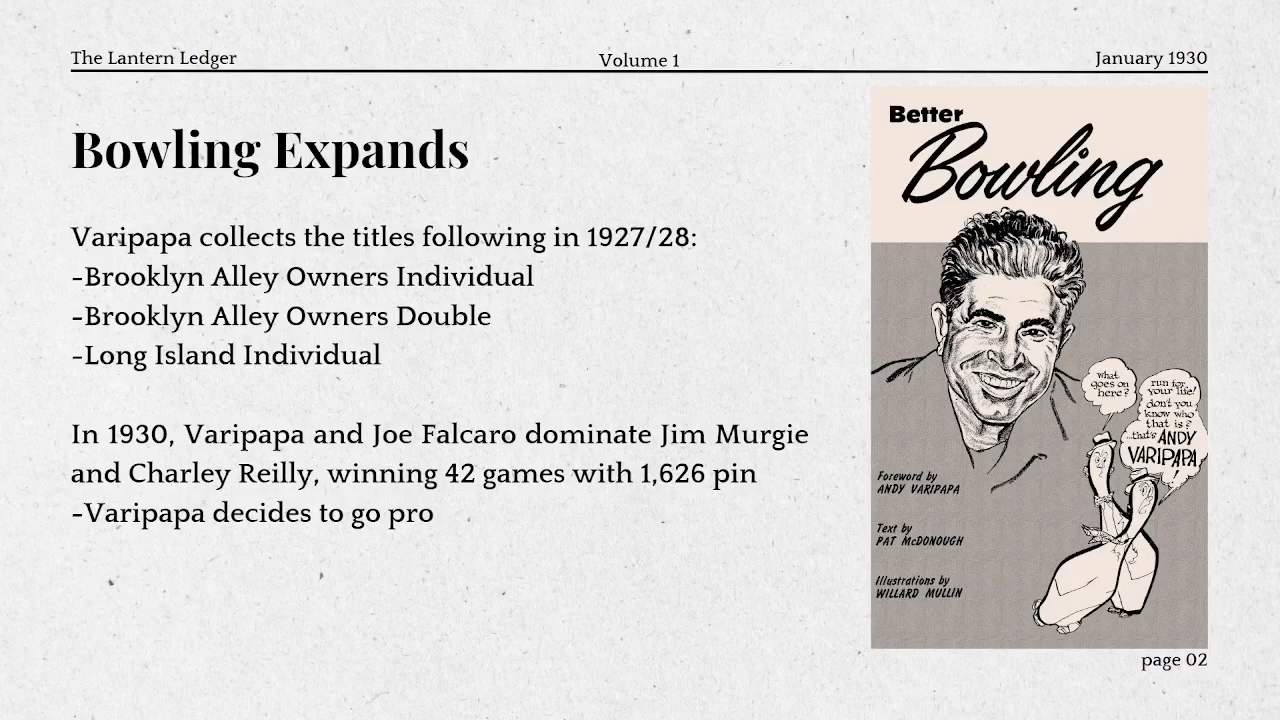 The Lantern Ledger
Volume 1
January 1930
Bowling Expands
Varipapa collects the titles following in 1927/28:
-Brooklyn Alley Owners Individual
-Brooklyn Alley Owners Double
-Long Island Individual
In 1930, Varipapa and Joe Falcaro dominate Jim Murgie
and Charley Reilly, winning 42 games with 1,626 pin
-Varipapa decides to go pro
Better
Bowling
what
goes on
here?
run for
your life!
don't you
know who
that is?
...that's ANDY
VARIPAPA
!
Foreword by
ANDY VARIPAPA
Text by
PAT McDONOUGH
Illustrations by
WILLARD MULLIN
page 02